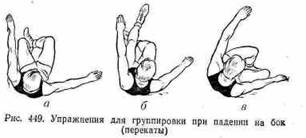 а б в
Рис. 449. Упражнения для группировки при падении на бок
(перекаты)